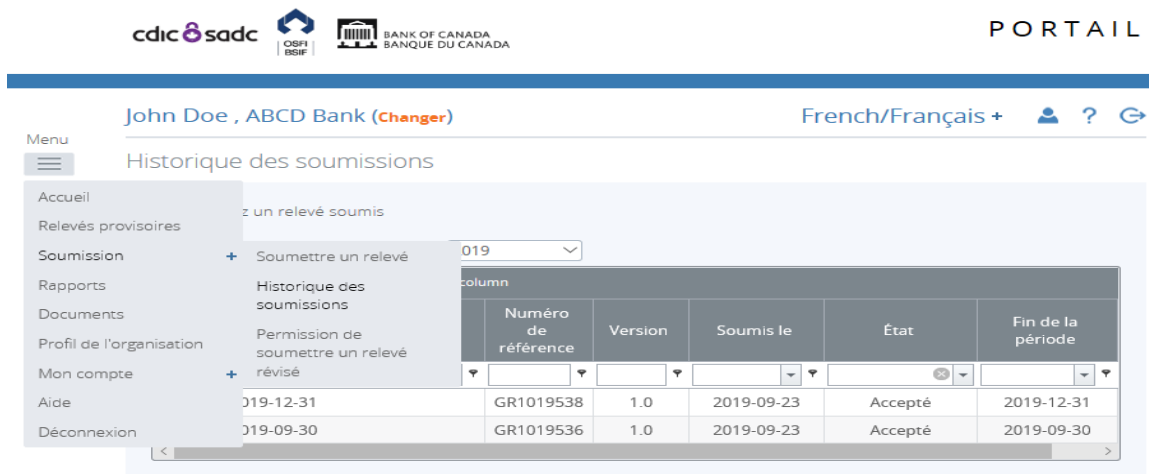 cdic sadc
OSFI
BSIF
BANK OF CANADA
BANQUE DU CANADA
PORTAIL
John Doe , ABCD Bank (Changer)
French/Français +
?
Menu
Historique des soumissions
Accueil
Relevés provisoires
Soumission +
Rapports
Documents
Profil de l'organisation
Mon compte +
Aide
Déconnexion
Soumettre un relevé
Historique des
soumissions
Permission de
soumettre un relevé
révisé
z un relevé soumis
019
column
Numéro
de
référence
Version
Soumis le
État
Fin de la
période
019-12-31 GR1019538 1.0 2019-09-23 Accepté 2019-12-31
019-09-30 GR1019536 1.0 2019-09-23 Accepté 2019-09-30